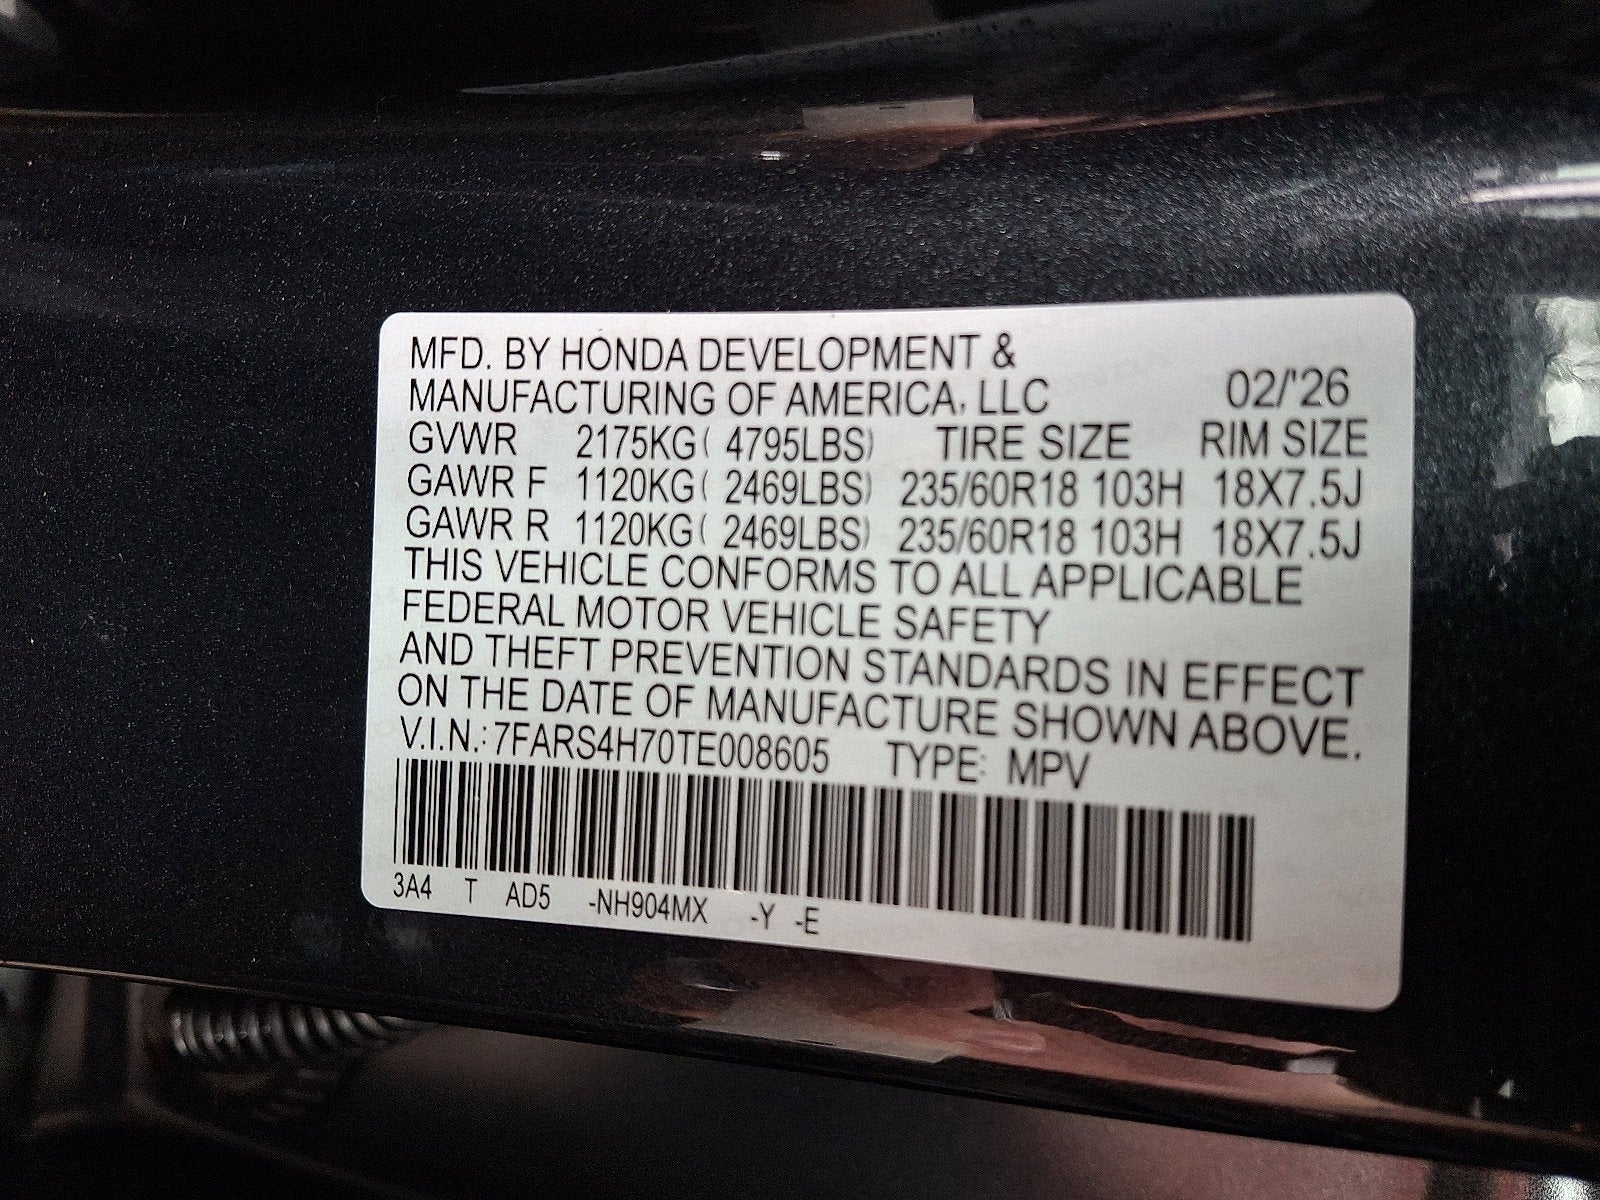 MFD. BY HONDA DEVELOPMENT &
MANUFACTURING OF AMERICA, LLC 02/'26
GVWR 2175KG( 4795LBS) TIRE SIZE RIM SIZE
GAWR F 1120KG( 2469LBS) 235/60R18 103H 18X7.5J
GAWR R 1120KG( 2469LBS) 235/60R18 103H 18X7.5J
THIS VEHICLE CONFORMS TO ALL APPLICABLE
FEDERAL MOTOR VEHICLE SAFETY
AND THEFT PREVENTION STANDARDS IN EFFECT
ON THE DATE OF MANUFACTURE SHOWN ABOVE.
V.I.N.: 7FARS4H70TE008605 TYPE: MPV
3A4 T AD5 -NH904MX -Y -E